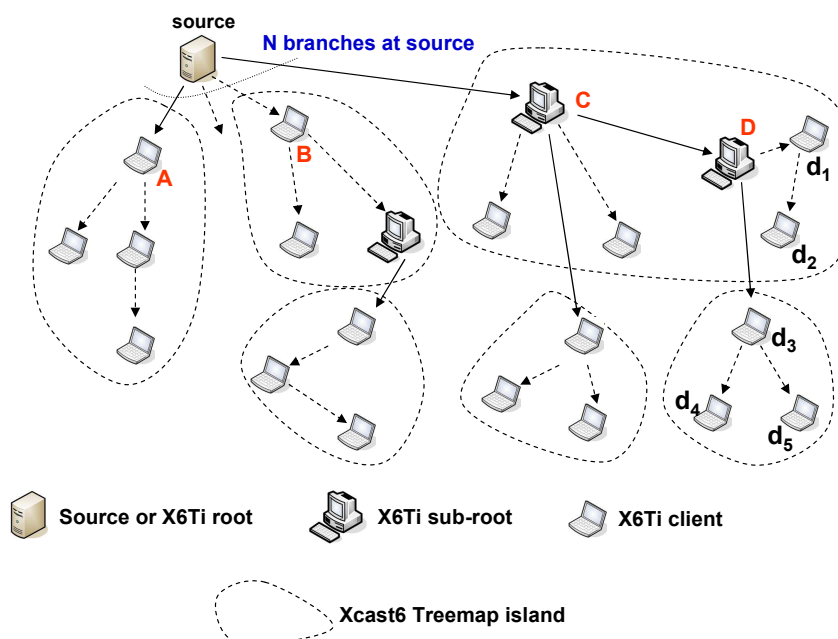 source
N branches at source
A
B
C
D
d1
d2
d3
d4
d5
Source or X6Ti root
X6Ti sub-root
X6Ti client
Xcast6 Treemap island